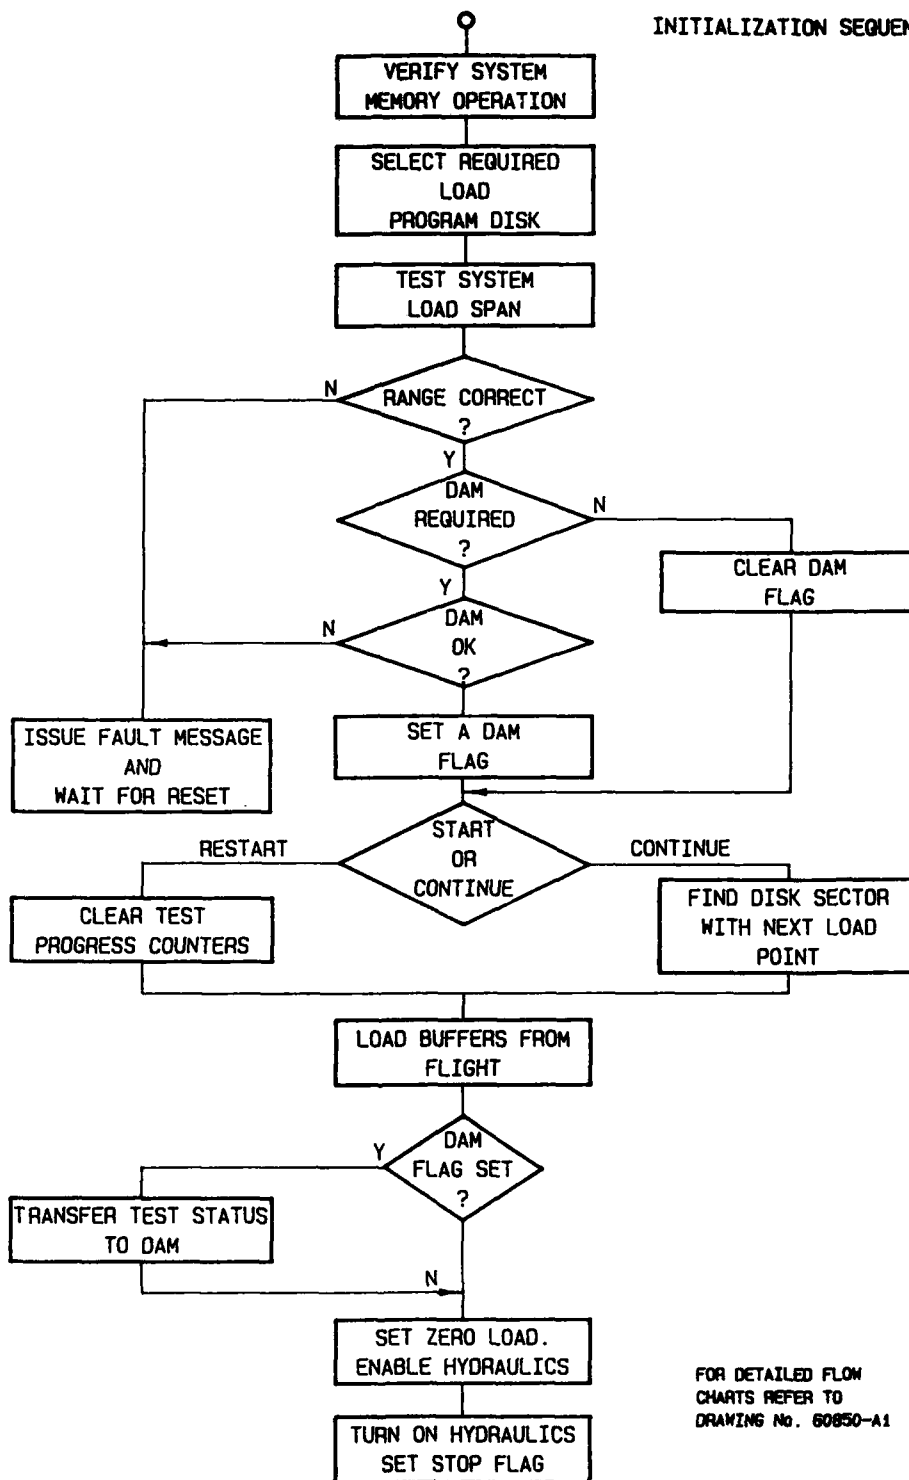 INITIALIZATION SEQUEN
VERIFY SYSTEM
MEMORY OPERATION
SELECT REQUIRED
LOAD
PROGRAM DISK
TEST SYSTEM
LOAD SPAN
N
RANGE CORRECT
?
Y
DAM
REQUIRED
?
N
CLEAR DAM
FLAG
Y
DAM
OK
?
N
ISSUE FAULT MESSAGE
AND
WAIT FOR RESET
SET A DAM
FLAG
START
OR
CONTINUE
RESTART
CONTINUE
CLEAR TEST
PROGRESS COUNTERS
FIND DISK SECTOR
WITH NEXT LOAD
POINT
LOAD BUFFERS FROM
FLIGHT
DAM
FLAG SET
?
Y
TRANSFER TEST STATUS
TO DAM
N
SET ZERO LOAD.
ENABLE HYDRAULICS
TURN ON HYDRAULICS
SET STOP FLAG
FOR DETAILED FLOW
CHARTS REFER TO
DRAWING No. 60850-A1